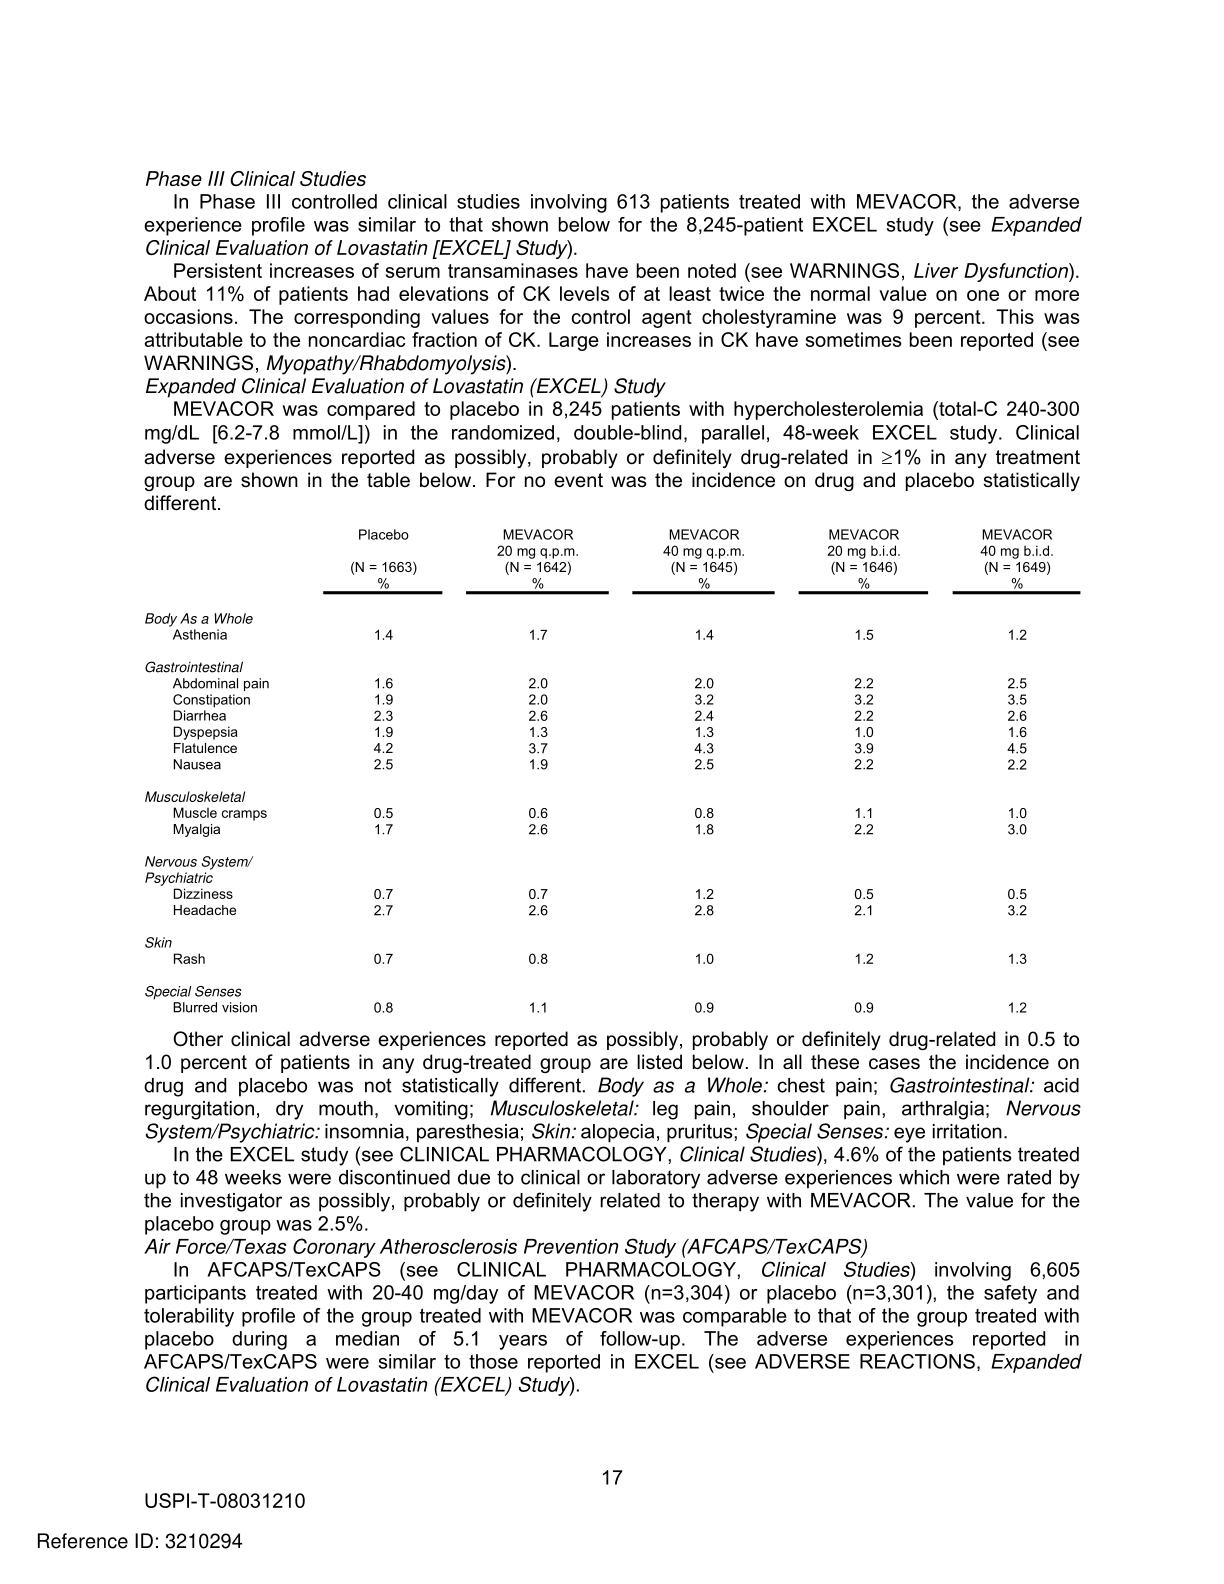 Phase III Clinical Studies
In Phase III controlled clinical studies involving 613 patients treated with MEVACOR, the adverse
experience profile was similar to that shown below for the 8,245-patient EXCEL study (see Expanded
Clinical Evaluation of Lovastatin [EXCEL] Study).
Persistent increases of serum transaminases have been noted (see WARNINGS, Liver Dysfunction).
About 11% of patients had elevations of CK levels of at least twice the normal value on one or more
occasions. The corresponding values for the control agent cholestyramine was 9 percent. This was
attributable to the noncardiac fraction of CK. Large increases in CK have sometimes been reported (see
WARNINGS, Myopathy/Rhabdomyolysis).
Expanded Clinical Evaluation of Lovastatin (EXCEL) Study
MEVACOR was compared to placebo in 8,245 patients with hypercholesterolemia (total-C 240-300
mg/dL [6.2-7.8 mmol/L]) in the randomized, double-blind, parallel, 48-week EXCEL study. Clinical
adverse experiences reported as possibly, probably or definitely drug-related in ≥1% in any treatment
group are shown in the table below. For no event was the incidence on drug and placebo statistically
different.
Placebo MEVACOR MEVACOR MEVACOR MEVACOR
20 mg q.p.m. 40 mg q.p.m. 20 mg b.i.d. 40 mg b.i.d.
(N = 1663) (N = 1642) (N = 1645) (N = 1646) (N = 1649)
% % % % %
Body As a Whole
Asthenia 1.4 1.7 1.4 1.5 1.2
Gastrointestinal
Abdominal pain 1.6 2.0 2.0 2.2 2.5
Constipation 1.9 2.0 3.2 3.2 3.5
Diarrhea 2.3 2.6 2.4 2.2 2.6
Dyspepsia 1.9 1.3 1.3 1.0 1.6
Flatulence 4.2 3.7 4.3 3.9 4.5
Nausea 2.5 1.9 2.5 2.2 2.2
Musculoskeletal
Muscle cramps 0.5 0.6 0.8 1.1 1.0
Myalgia 1.7 2.6 1.8 2.2 3.0
Nervous System/
Psychiatric
Dizziness 0.7 0.7 1.2 0.5 0.5
Headache 2.7 2.6 2.8 2.1 3.2
Skin
Rash 0.7 0.8 1.0 1.2 1.3
Special Senses
Blurred vision 0.8 1.1 0.9 0.9 1.2
Other clinical adverse experiences reported as possibly, probably or definitely drug-related in 0.5 to
1.0 percent of patients in any drug-treated group are listed below. In all these cases the incidence on
drug and placebo was not statistically different. Body as a Whole: chest pain; Gastrointestinal: acid
regurgitation, dry mouth, vomiting; Musculoskeletal: leg pain, shoulder pain, arthralgia; Nervous
System/Psychiatric: insomnia, paresthesia; Skin: alopecia, pruritus; Special Senses: eye irritation.
In the EXCEL study (see CLINICAL PHARMACOLOGY, Clinical Studies), 4.6% of the patients treated
up to 48 weeks were discontinued due to clinical or laboratory adverse experiences which were rated by
the investigator as possibly, probably or definitely related to therapy with MEVACOR. The value for the
placebo group was 2.5%.
Air Force/Texas Coronary Atherosclerosis Prevention Study (AFCAPS/TexCAPS)
In AFCAPS/TexCAPS (see CLINICAL PHARMACOLOGY, Clinical Studies) involving 6,605
participants treated with 20-40 mg/day of MEVACOR (n=3,304) or placebo (n=3,301), the safety and
tolerability profile of the group treated with MEVACOR was comparable to that of the group treated with
placebo during a median of 5.1 years of follow-up. The adverse experiences reported in
AFCAPS/TexCAPS were similar to those reported in EXCEL (see ADVERSE REACTIONS, Expanded
Clinical Evaluation of Lovastatin (EXCEL) Study).
17
USPI-T-08031210
Reference ID: 3210294